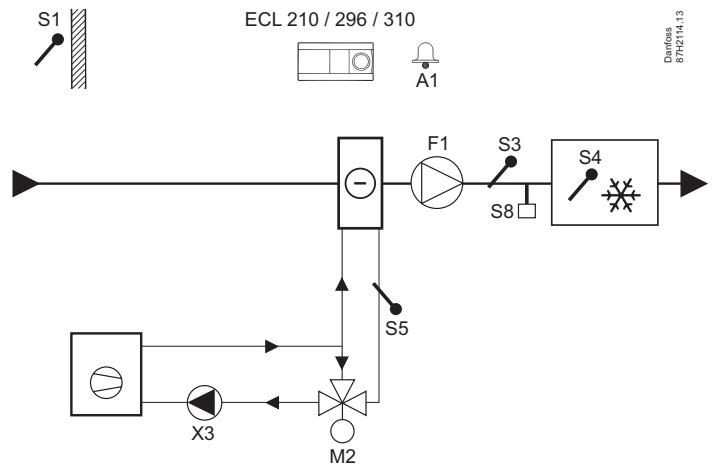 S1
ECL 210 / 296 / 310
A1
Danfoss
87H2114.13
F1
S3
S4
S8
S5
X3
M2